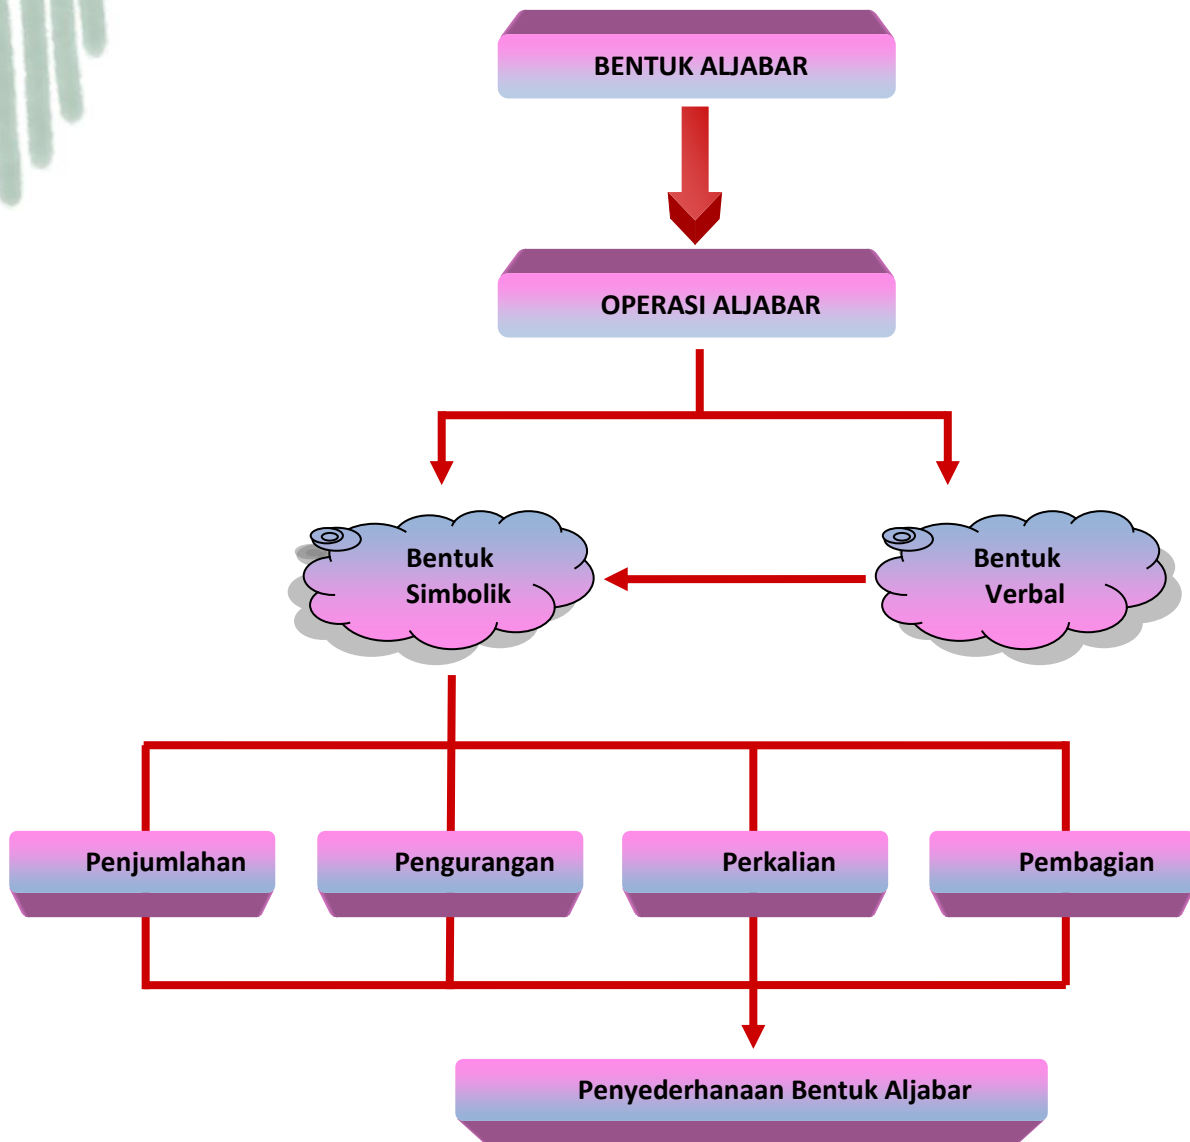 BENTUK ALJABAR
OPERASI ALJABAR
Bentuk
Simbolik
Bentuk
Verbal
Penjumlahan
Pengurangan
Perkalian
Pembagian
Penyederhanaan Bentuk Aljabar